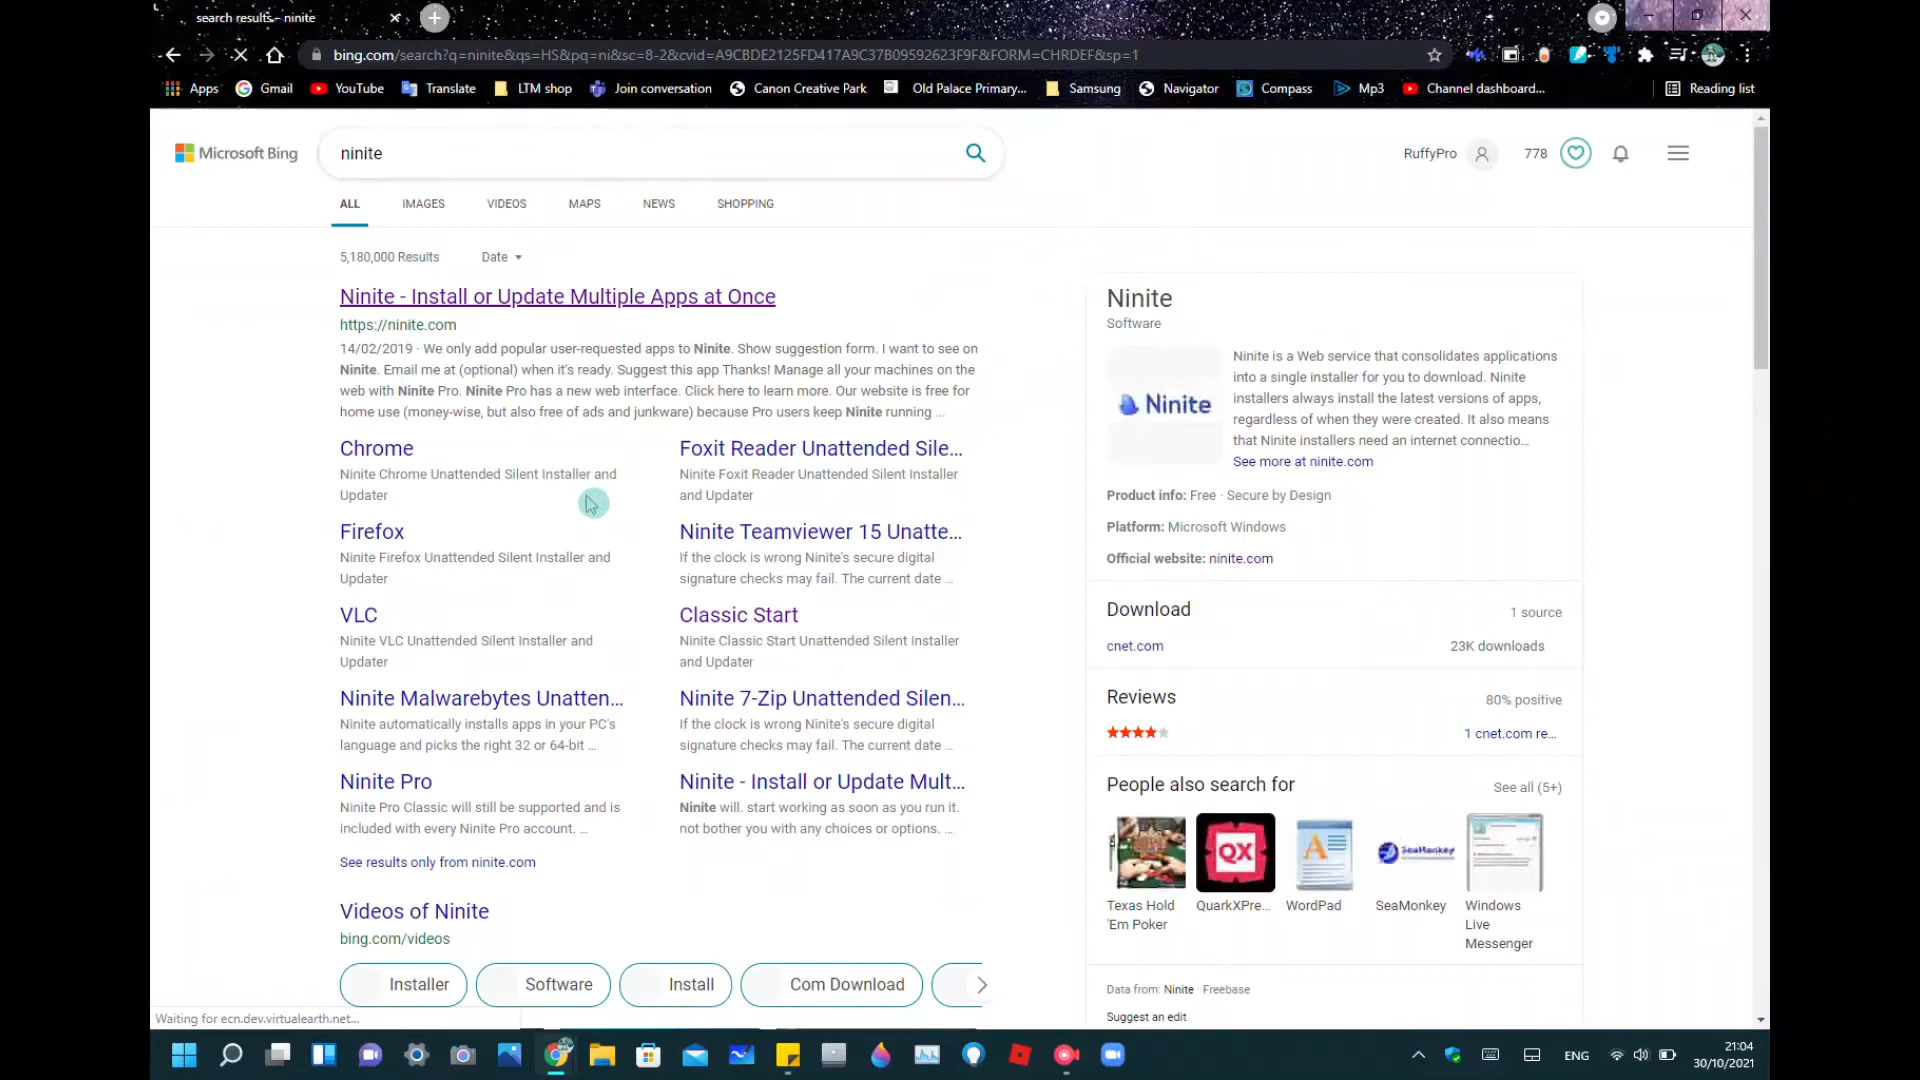 search results - ninite
bing.com/search?q=ninite&qs=HS&pq=ni&sc=8-2&cvid=A9CBDE2125FD417A9C37B09592623F9F&FORM=CHRDEF&sp=1
Apps Gmail YouTube Translate LTM shop Join conversation Canon Creative Park Old Palace Primary... Samsung Navigator Compass Mp3 Channel dashboard... Reading list
Microsoft Bing
ninite
RuffyPro 778
ALL IMAGES VIDEOS MAPS NEWS SHOPPING
5,180,000 Results Date
Ninite - Install or Update Multiple Apps at Once
https://ninite.com
14/02/2019 · We only add popular user-requested apps to Ninite. Show suggestion form. I want to see on
Ninite. Email me at (optional) when it's ready. Suggest this app Thanks! Manage all your machines on the
web with Ninite Pro. Ninite Pro has a new web interface. Click here to learn more. Our website is free for
home use (money-wise, but also free of ads and junkware) because Pro users keep Ninite running ...
Chrome
Ninite Chrome Unattended Silent Installer and
Updater
Foxit Reader Unattended Sile...
Ninite Foxit Reader Unattended Silent Installer
and Updater
Firefox
Ninite Firefox Unattended Silent Installer and
Updater
Ninite Teamviewer 15 Unatte...
If the clock is wrong Ninite's secure digital
signature checks may fail. The current date ...
VLC
Ninite VLC Unattended Silent Installer and
Updater
Classic Start
Ninite Classic Start Unattended Silent Installer
and Updater
Ninite Malwarebytes Unatten...
Ninite automatically installs apps in your PC's
language and picks the right 32 or 64-bit ...
Ninite 7-Zip Unattended Silen...
If the clock is wrong Ninite's secure digital
signature checks may fail. The current date ...
Ninite Pro
Ninite Pro Classic will still be supported and is
included with every Ninite Pro account. ...
Ninite - Install or Update Mult...
Ninite will. start working as soon as you run it.
not bother you with any choices or options. ...
See results only from ninite.com
Videos of Ninite
bing.com/videos
Installer Software Install Com Download
Waiting for ecn.dev.virtualearth.net...
Ninite
Software
Ninite
Ninite is a Web service that consolidates applications
into a single installer for you to download. Ninite
installers always install the latest versions of apps,
regardless of when they were created. It also means
that Ninite installers need an internet connectio...
See more at ninite.com
Product info: Free · Secure by Design
Platform: Microsoft Windows
Official website: ninite.com
Download 1 source
cnet.com 23K downloads
Reviews 80% positive
1 cnet.com re...
People also search for See all (5+)
QX
SeaMonkey
Texas Hold
'Em Poker
QuarkXPre...
WordPad
SeaMonkey
Windows
Live
Messenger
Data from: Ninite · Freebase
Suggest an edit
ENG
21:04
30/10/2021